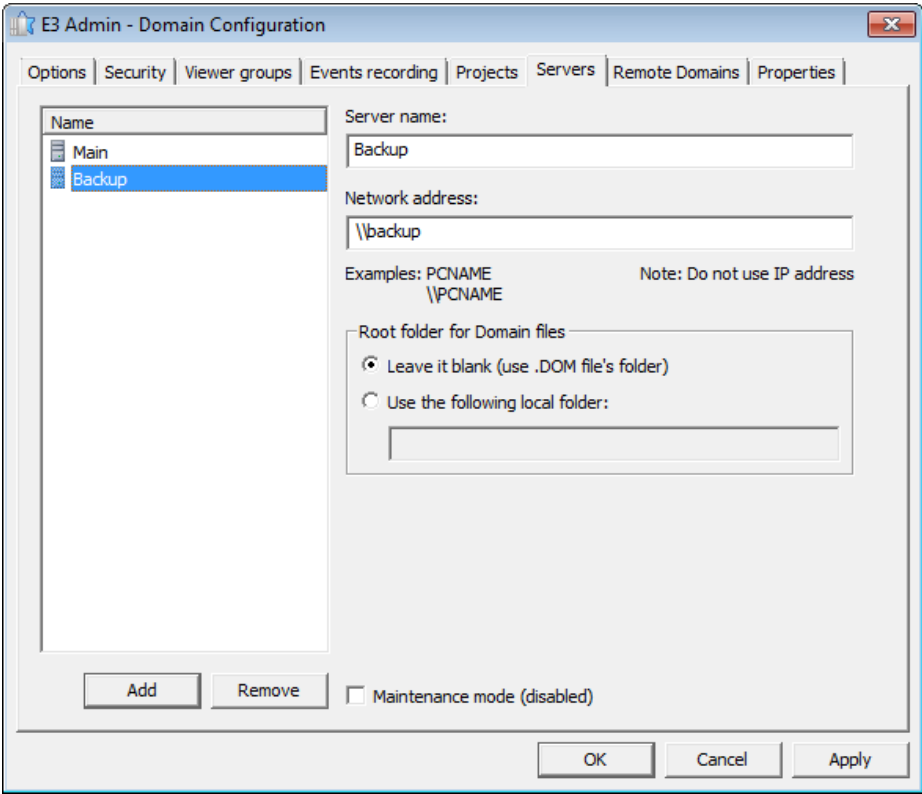 E3 Admin - Domain Configuration
Options Security Viewer groups Events recording Projects Servers Remote Domains Properties
Name
Main
Backup
Server name:
Backup
Network address:
\\backup
Examples: PCNAME Note: Do not use IP address
\\PCNAME
Root folder for Domain files
Leave it blank (use .DOM file's folder)
Use the following local folder:
Add Remove
Maintenance mode (disabled)
OK Cancel Apply